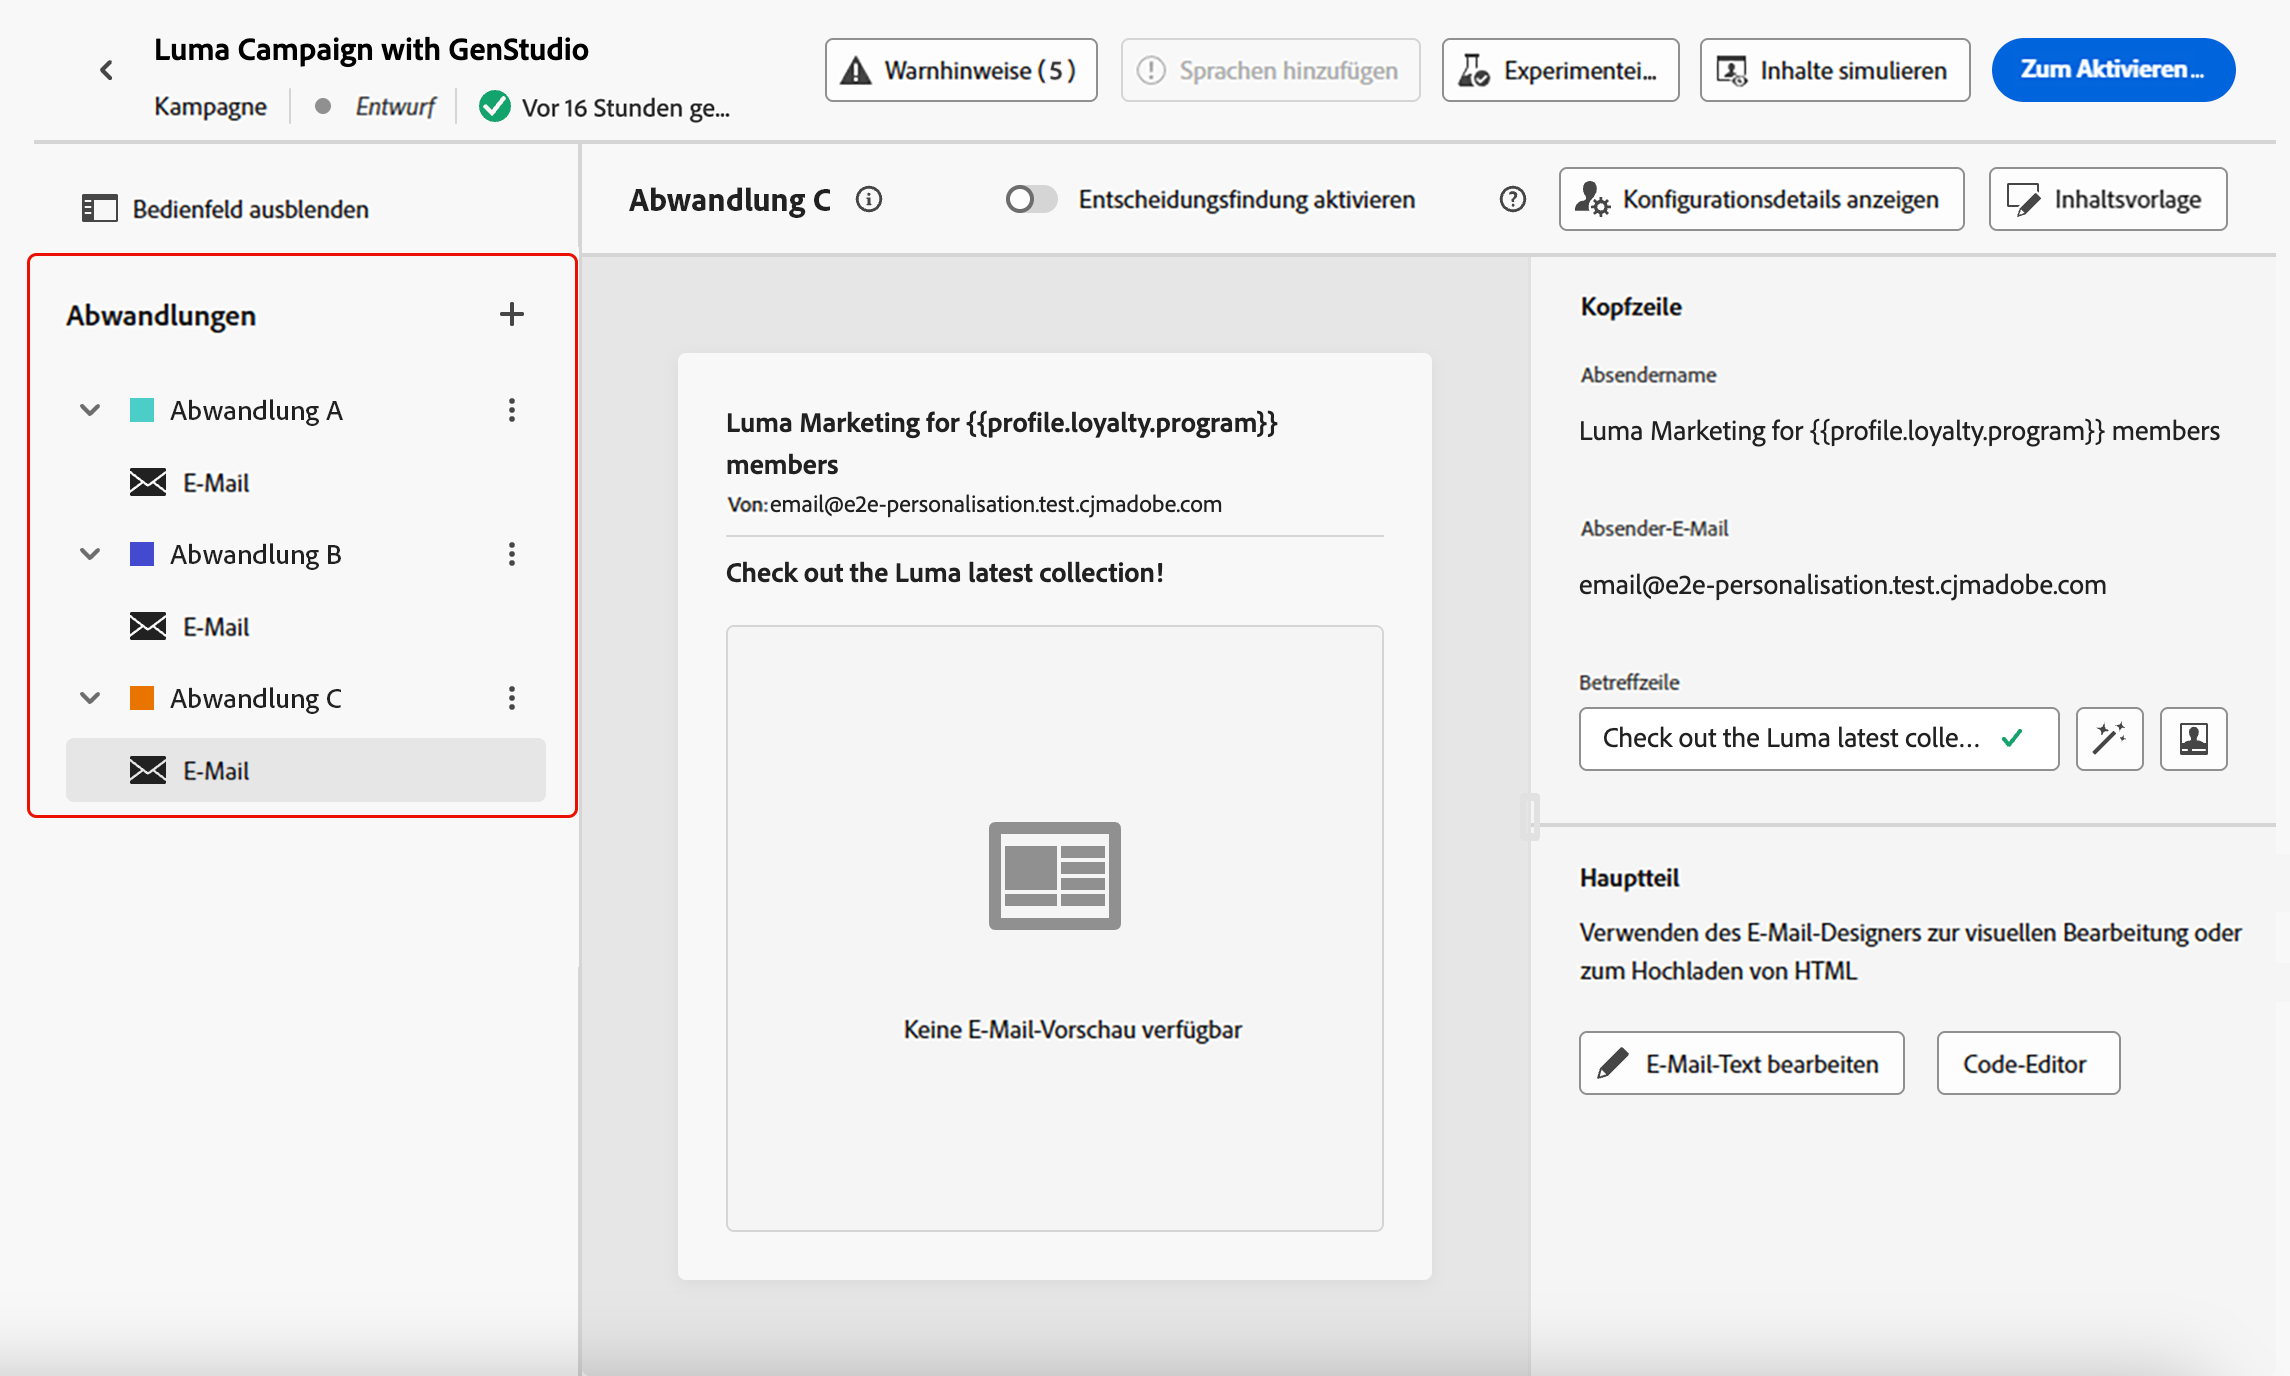 Luma Campaign with GenStudio
Kampagne
Entwurf
Vor 16 Stunden ge...
Warnhinweise (5)
Sprachen hinzufügen
Experimentei...
Inhalte simulieren
Zum Aktivieren...
Bedienfeld ausblenden
Abwandlung C
Entscheidungsfindung aktivieren
Konfigurationsdetails anzeigen
Inhaltsvorlage
Abwandlungen
Abwandlung A
E-Mail
Abwandlung B
E-Mail
Abwandlung C
E-Mail
Luma Marketing for {{profile.loyalty.program}}
members
Von: email@e2e-personalisation.test.cjmadobe.com
Check out the Luma latest collection!
Keine E-Mail-Vorschau verfügbar
Kopfzeile
Absendername
Luma Marketing for {{profile.loyalty.program}} members
Absender-E-Mail
email@e2e-personalisation.test.cjmadobe.com
Betreffzeile
Check out the Luma latest colle...
Hauptteil
Verwenden des E-Mail-Designers zur visuellen Bearbeitung oder
zum Hochladen von HTML
E-Mail-Text bearbeiten
Code-Editor